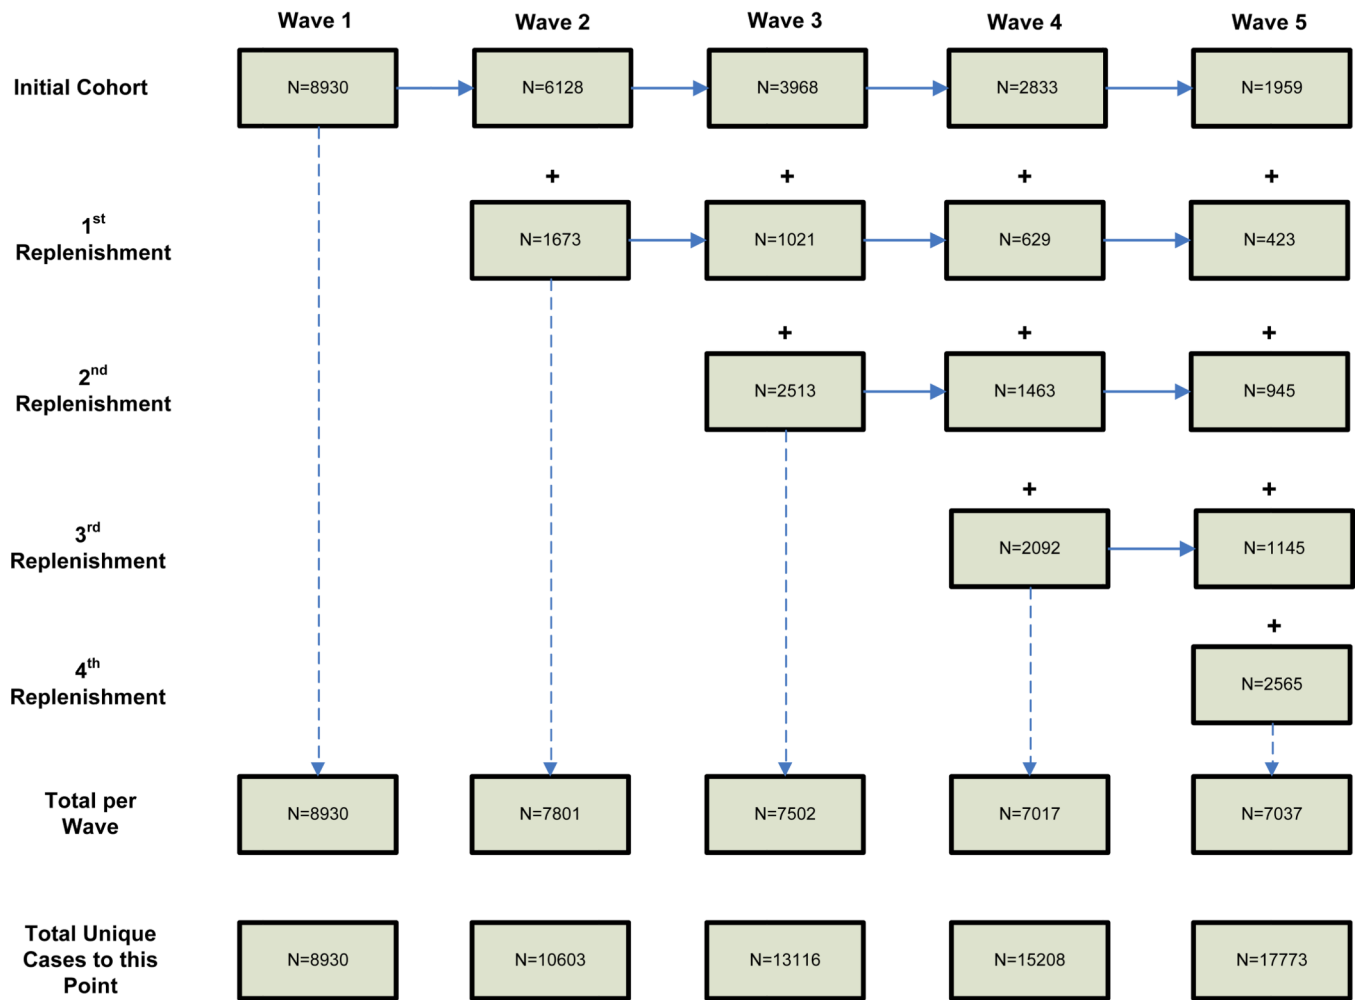 Wave 1 Wave 2 Wave 3 Wave 4 Wave 5
Initial Cohort N=8930 N=6128 N=3968 N=2833 N=1959
+ + + +
1st
Replenishment N=1673 N=1021 N=629 N=423
+ + +
2nd
Replenishment N=2513 N=1463 N=945
+ +
3rd
Replenishment N=2092 N=1145
+
4th
Replenishment N=2565
Total per
Wave N=8930 N=7801 N=7502 N=7017 N=7037
Total Unique
Cases to this N=8930 N=10603 N=13116 N=15208 N=17773
Point